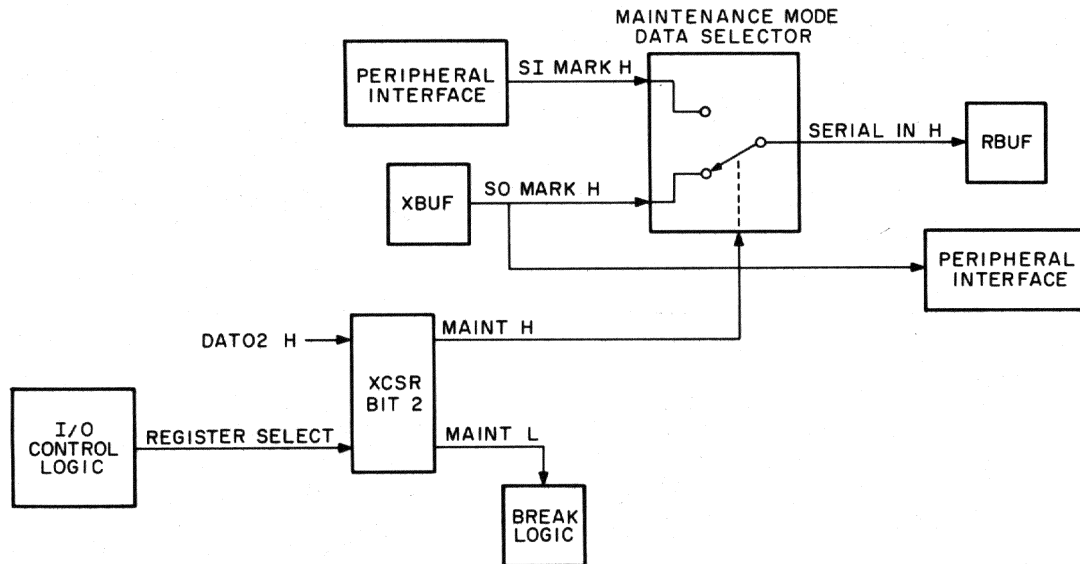 MAINTENANCE MODE
DATA SELECTOR
PERIPHERAL
INTERFACE
SI MARK H
SERIAL IN H
RBUF
XBUF
SO MARK H
PERIPHERAL
INTERFACE
DATO2 H
XCSR
BIT 2
MAINT H
I/O
CONTROL
LOGIC
REGISTER SELECT
MAINT L
BREAK
LOGIC